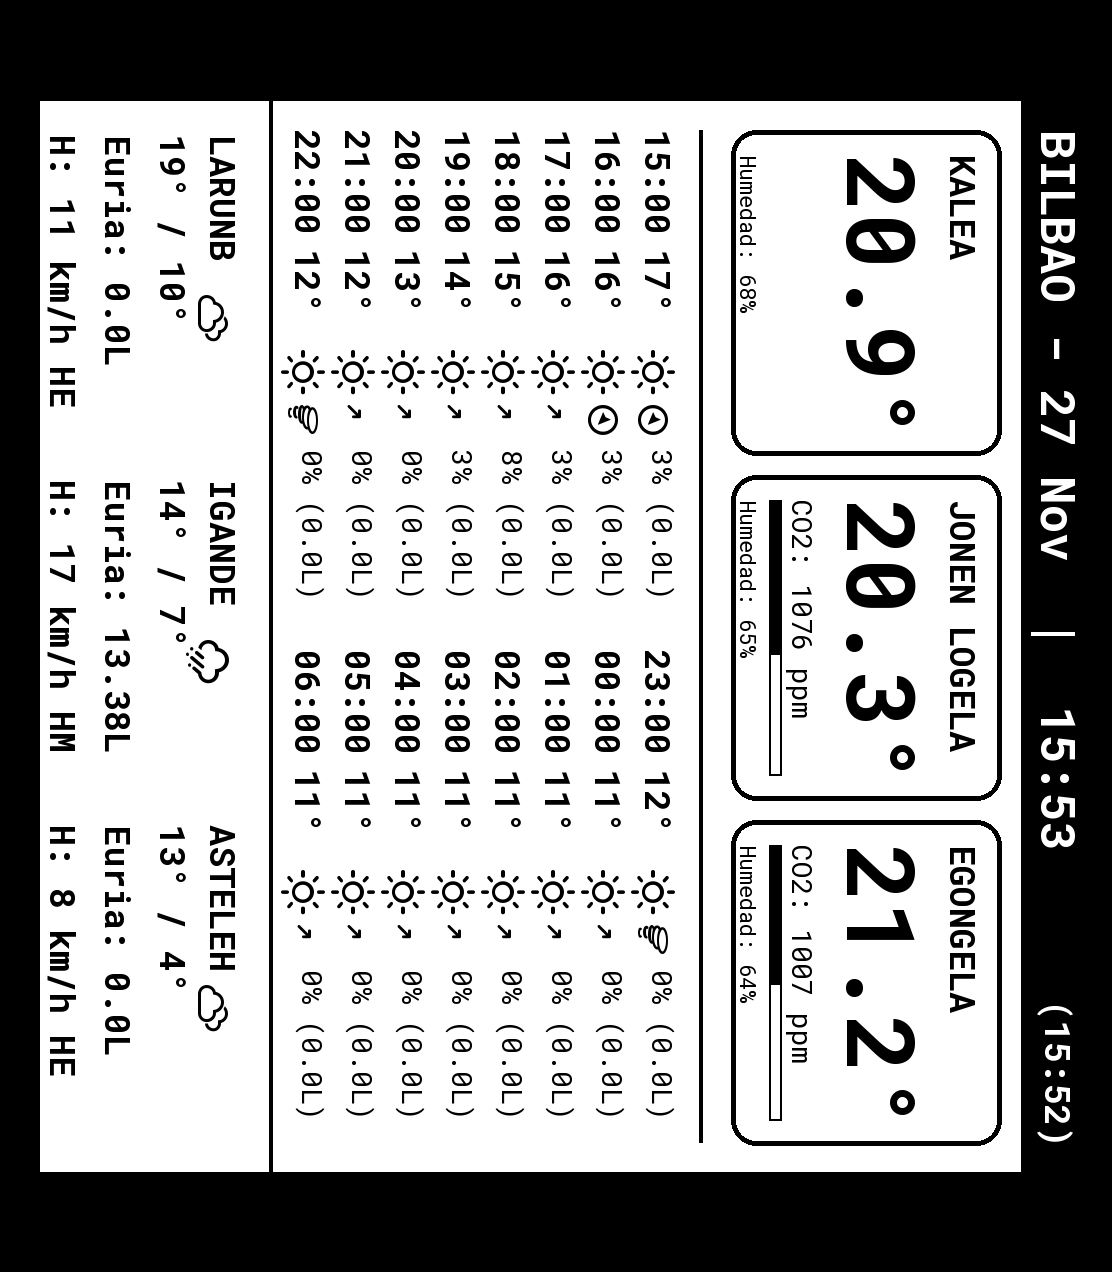 BILBAO - 27 Nov | 15:53 (15:52)
KALEA
20.9°
Humedad: 68%
JONEN LOGELA
20.3°
CO2: 1076 ppm
Humedad: 65%
EGONGELA
21.2°
CO2: 1007 ppm
Humedad: 64%
15:00 17° 3% (0.0L)
16:00 16° 3% (0.0L)
17:00 16° ↗ 3% (0.0L)
18:00 15° ↗ 8% (0.0L)
19:00 14° ↗ 3% (0.0L)
20:00 13° ↗ 0% (0.0L)
21:00 12° ↗ 0% (0.0L)
22:00 12° 0% (0.0L)
23:00 12° 0% (0.0L)
00:00 11° ↗ 0% (0.0L)
01:00 11° ↗ 0% (0.0L)
02:00 11° ↗ 0% (0.0L)
03:00 11° ↗ 0% (0.0L)
04:00 11° ↗ 0% (0.0L)
05:00 11° ↗ 0% (0.0L)
06:00 11° ↗ 0% (0.0L)
LARUNB
19° / 10°
Euria: 0.0L
H: 11 km/h HE
IGANDE
14° / 7°
Euria: 13.38L
H: 17 km/h HM
ASTELEH
13° / 4°
Euria: 0.0L
H: 8 km/h HE